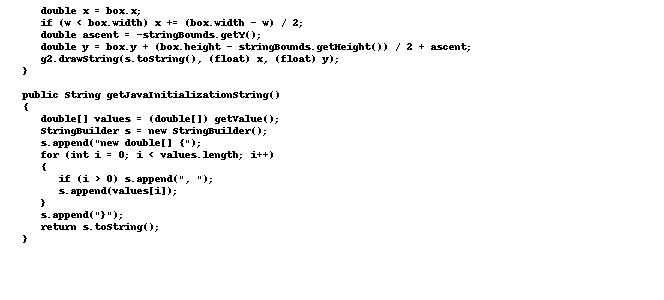 double x = box.x;
if (w < box.width) x += (box.width - w) / 2;
double ascent = -stringBounds.getY();
double y = box.y + (box.height - stringBounds.getHeight()) / 2 + ascent;
g2.drawString(s.toString(), (float) x, (float) y);
}
public String getJavaInitializationString()
{
double[] values = (double[]) getValue();
StringBuilder s = new StringBuilder();
s.append("new double[] {");
for (int i = 0; i < values.length; i++)
{
if (i > 0) s.append(", ");
s.append(values[i]);
}
s.append("}");
return s.toString();
}